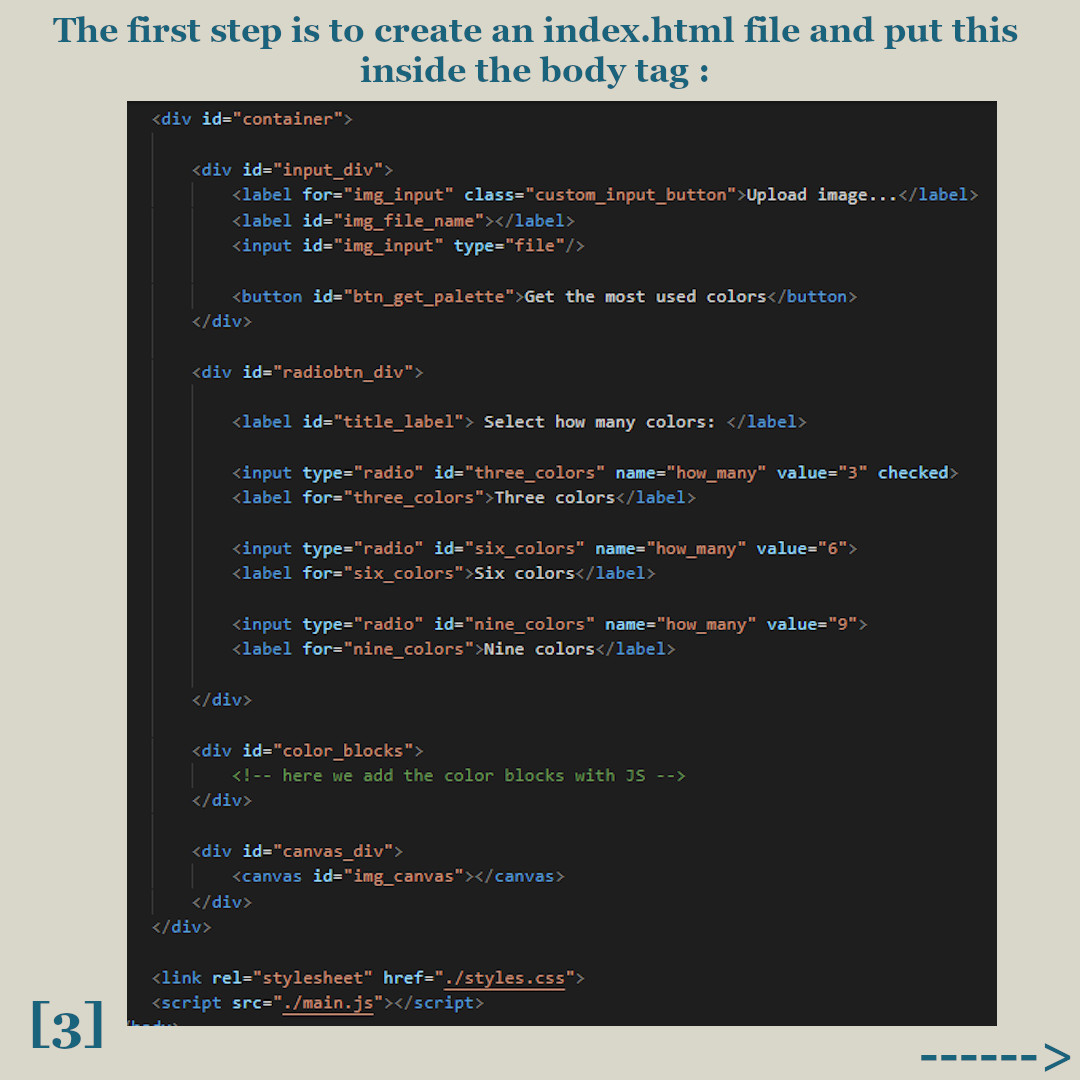 The first step is to create an index.html file and put this
inside the body tag :
<div id="container">
<div id="input_div">
<label for="img_input" class="custom_input_button">Upload image...</label>
<label id="img_file_name"></label>
<input id="img_input" type="file"/>
<button id="btn_get_palette">Get the most used colors</button>
</div>
<div id="radiobtn_div">
<label id="title_label"> Select how many colors: </label>
<input type="radio" id="three_colors" name="how_many" value="3" checked>
<label for="three_colors">Three colors</label>
<input type="radio" id="six_colors" name="how_many" value="6">
<label for="six_colors">Six colors</label>
<input type="radio" id="nine_colors" name="how_many" value="9">
<label for="nine_colors">Nine colors</label>
</div>
<div id="color_blocks">
<!-- here we add the color blocks with JS -->
</div>
<div id="canvas_div">
<canvas id="img_canvas"></canvas>
</div>
</div>
<link rel="stylesheet" href="./styles.css">
<script src="./main.js"></script>
[3]
------>